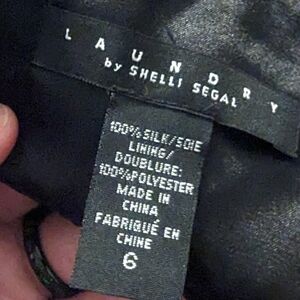 LAUNDRY
by SHELLI SEGAL
100% SILK/SOIE
LINING/
DOUBLURE:
100%POLYESTER
MADE IN
CHINA
FABRIQUÉ EN
CHINE
6